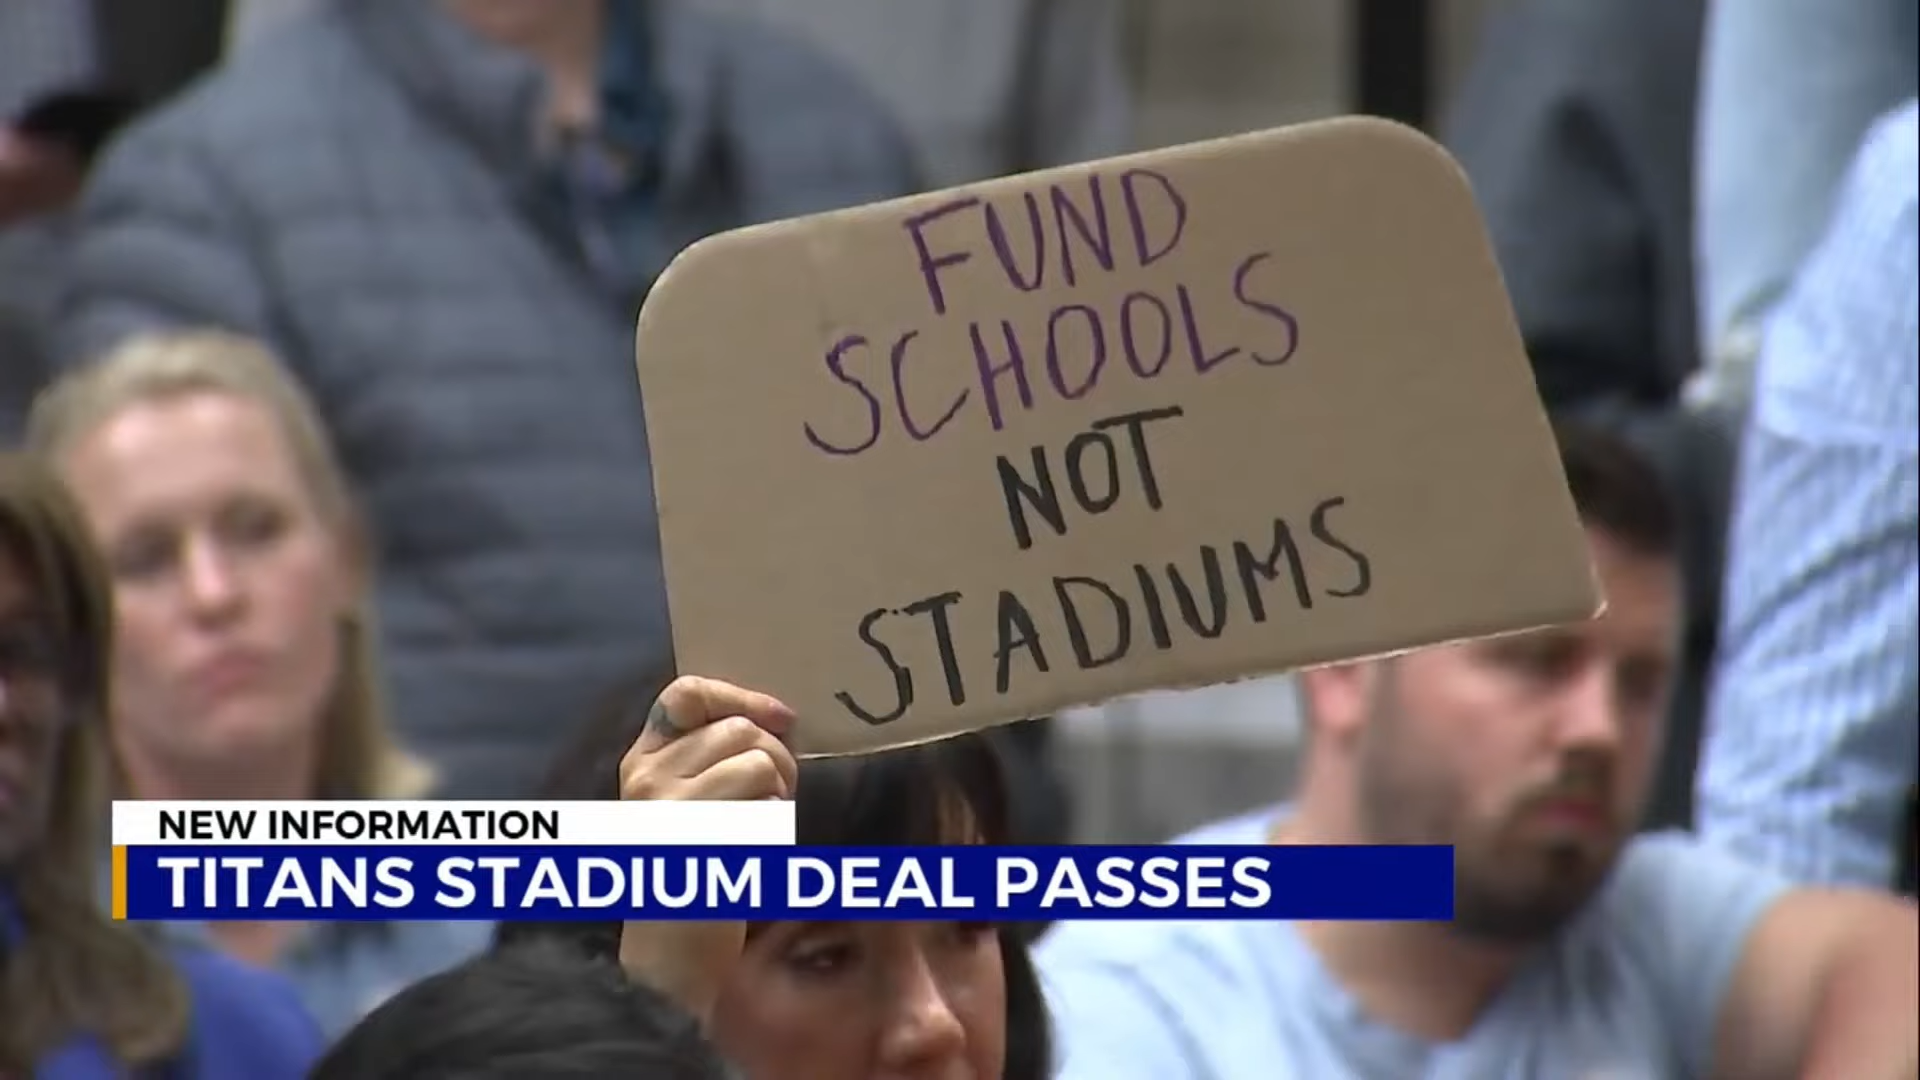 FUND
SCHOOLS
NOT
STADIUMS
NEW INFORMATION
TITANS STADIUM DEAL PASSES